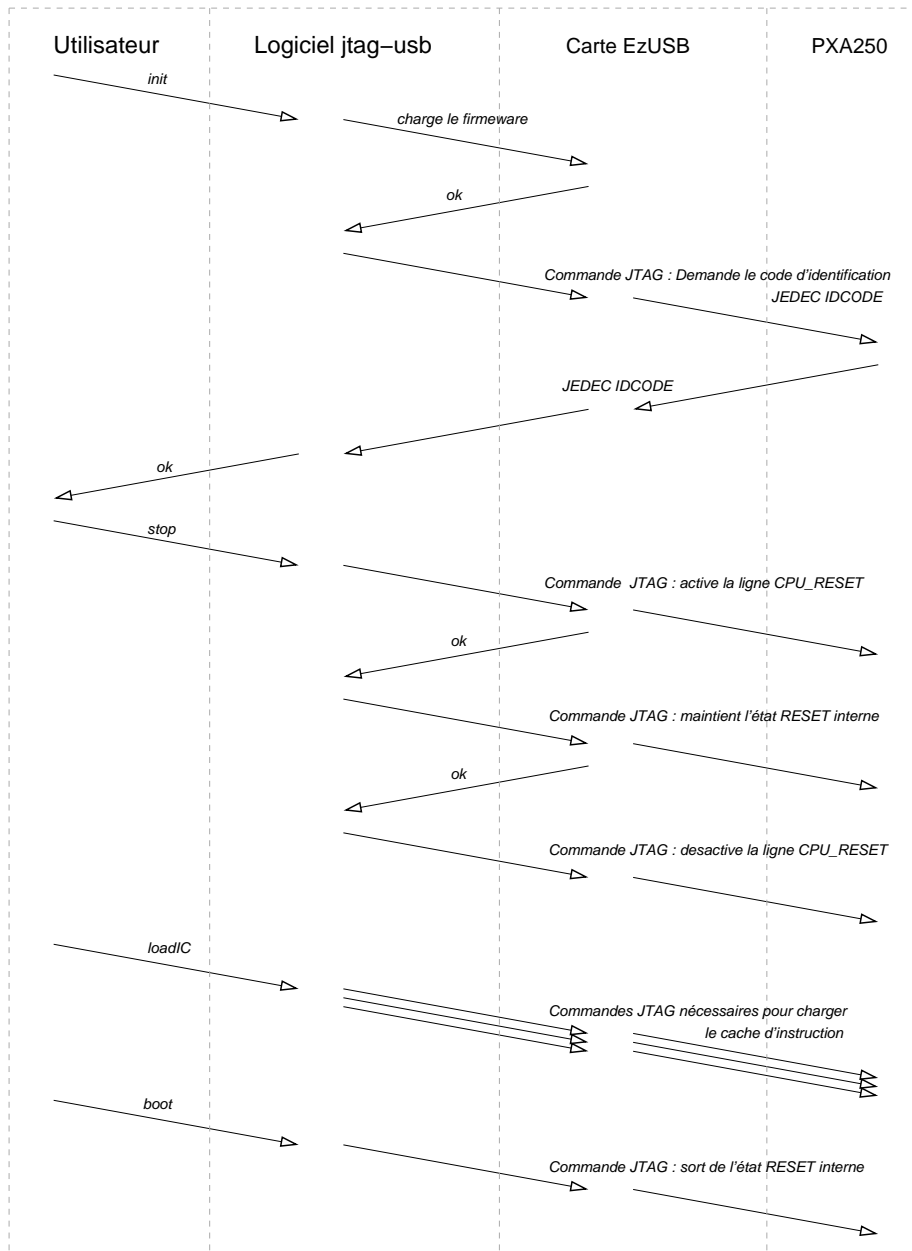 Utilisateur
Logiciel jtag−usb
Carte EzUSB
PXA250
init
charge le firmeware
ok
Commande JTAG : Demande le code d'identification
JEDEC IDCODE
JEDEC IDCODE
ok
stop
Commande JTAG : active la ligne CPU_RESET
ok
Commande JTAG : maintient l'état RESET interne
ok
Commande JTAG : desactive la ligne CPU_RESET
loadIC
Commandes JTAG nécessaires pour charger
le cache d'instruction
boot
Commande JTAG : sort de l'état RESET interne